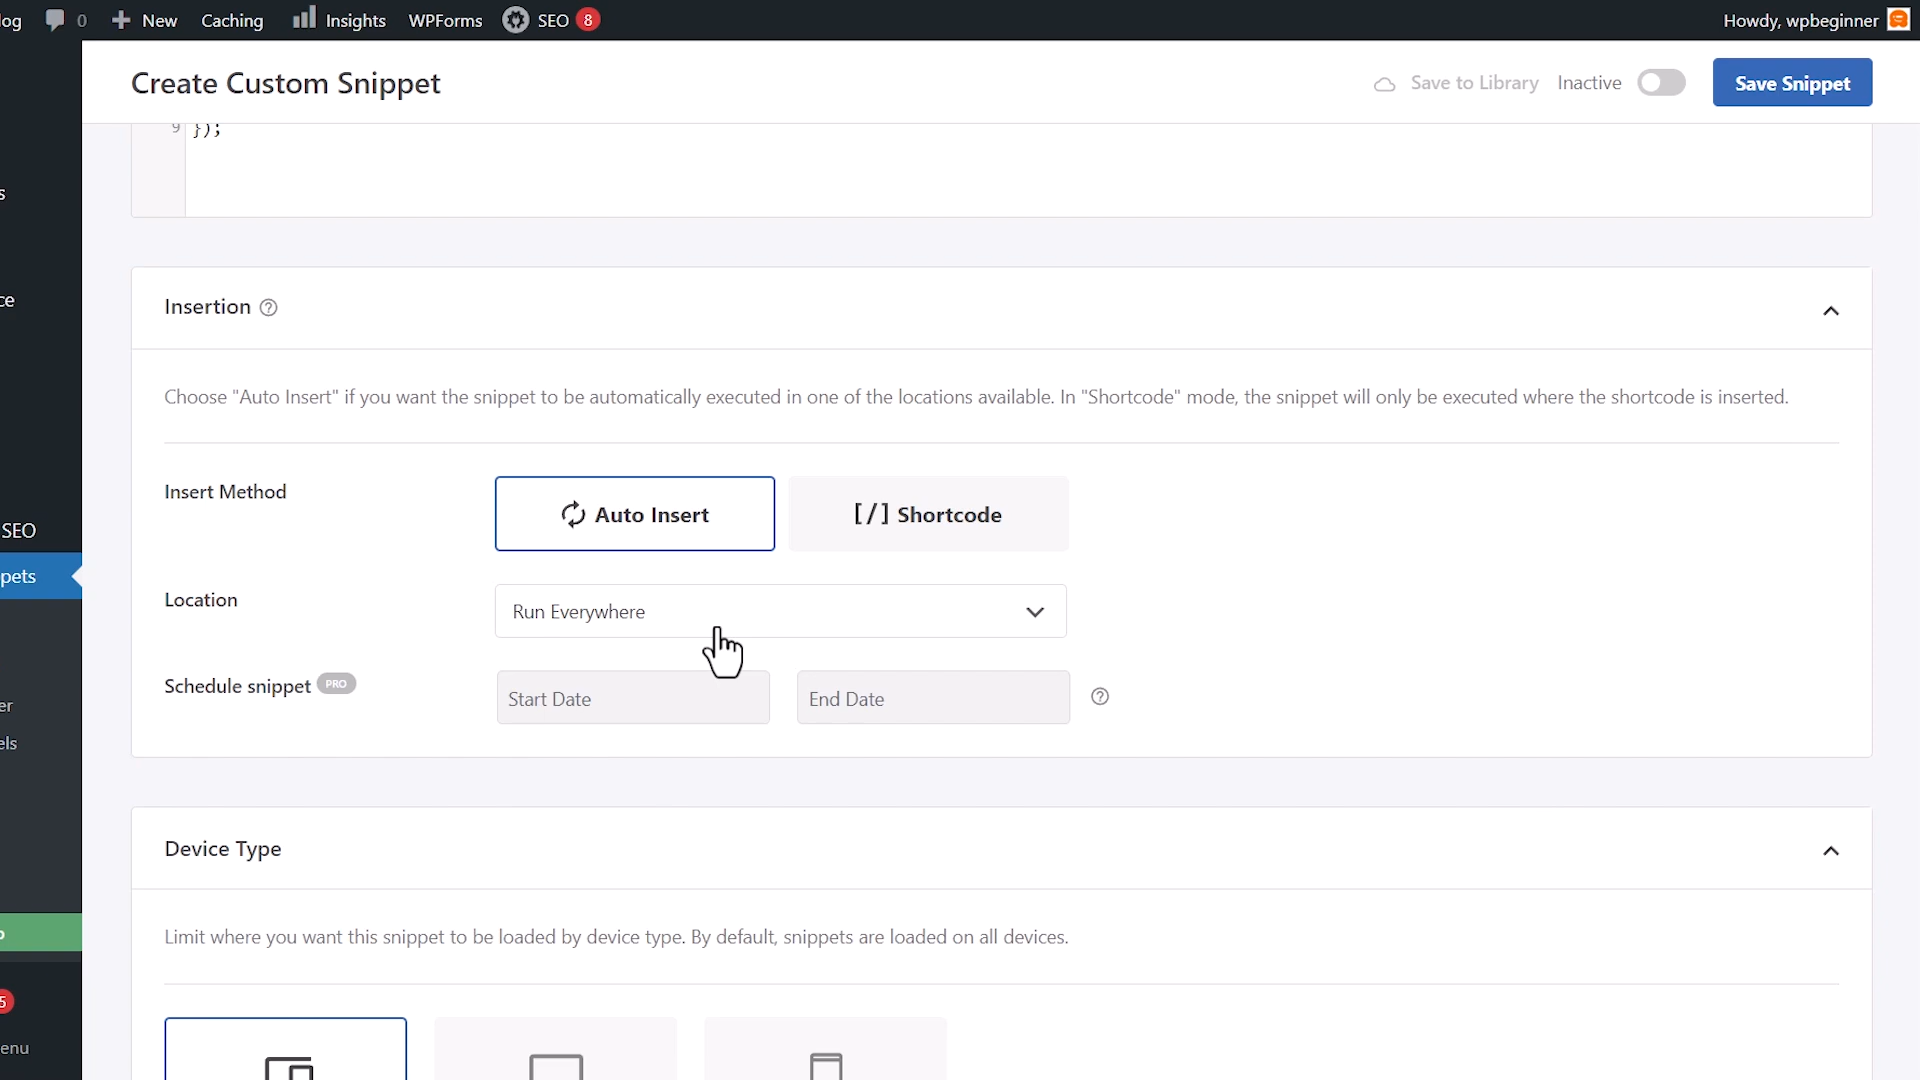 log 0 New Caching Insights WPForms SEO 8 Howdy, wpbeginner
Create Custom Snippet Save to Library Inactive Save Snippet
9 });
s
ce
SEO
pets
er
els
5
enu
Insertion
Choose "Auto Insert" if you want the snippet to be automatically executed in one of the locations available. In "Shortcode" mode, the snippet will only be executed where the shortcode is inserted.
Insert Method Auto Insert [/] Shortcode
Location Run Everywhere
Schedule snippet PRO Start Date End Date
Device Type
Limit where you want this snippet to be loaded by device type. By default, snippets are loaded on all devices.